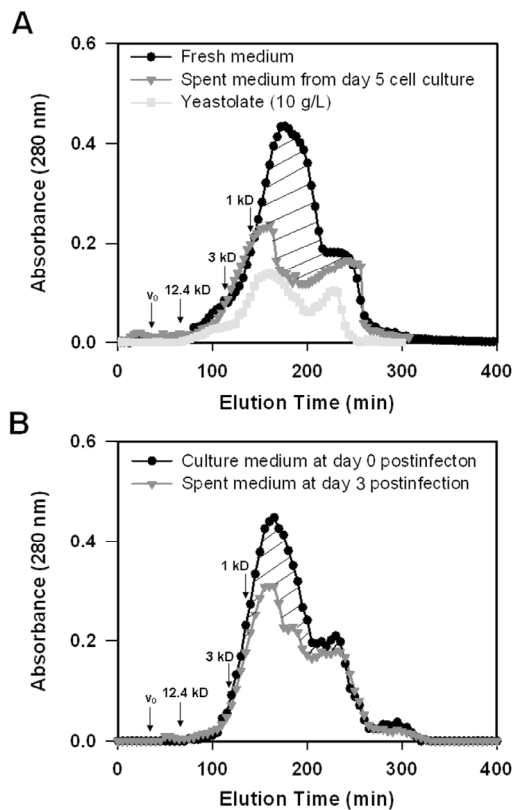 A
0.6
Fresh medium
Spent medium from day 5 cell culture
Yeastolate (10 g/L)
0.4
1 kD
0.2
3 kD
12.4 kD
v₀
0.0
0 100 200 300 400
Absorbance (280 nm)
Elution Time (min)
B
0.6
Culture medium at day 0 postinfecton
Spent medium at day 3 postinfection
0.4
1 kD
0.2
3 kD
12.4 kD
v₀
0.0
0 100 200 300 400
Absorbance (280 nm)
Elution Time (min)